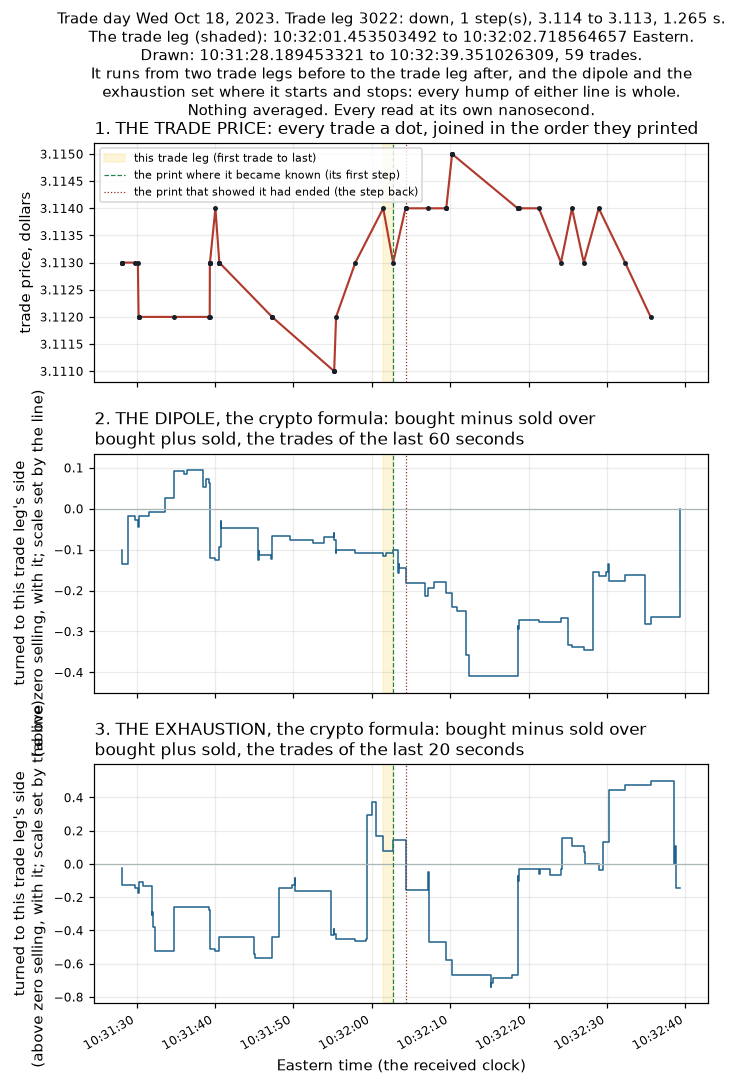 Trade day Wed Oct 18, 2023. Trade leg 3022: down, 1 step(s), 3.114 to 3.113, 1.265 s.
The trade leg (shaded): 10:32:01.453503492 to 10:32:02.718564657 Eastern.
Drawn: 10:31:28.189453321 to 10:32:39.351026309, 59 trades.
It runs from two trade legs before to the trade leg after, and the dipole and the
exhaustion set where it starts and stops: every hump of either line is whole.
Nothing averaged. Every read at its own nanosecond.
1. THE TRADE PRICE: every trade a dot, joined in the order they printed
this trade leg (first trade to last)
the print where it became known (its first step)
the print that showed it had ended (the step back)
trade price, dollars
3.1150
3.1145
3.1140
3.1135
3.1130
3.1125
3.1120
3.1115
3.1110
2. THE DIPOLE, the crypto formula: bought minus sold over
bought plus sold, the trades of the last 60 seconds
turned to this trade leg's side
(above zero selling, with it; scale set by the line)
0.1
0.0
−0.1
−0.2
−0.3
−0.4
3. THE EXHAUSTION, the crypto formula: bought minus sold over
bought plus sold, the trades of the last 20 seconds
turned to this trade leg's side
(above zero selling, with it; scale set by the line)
0.4
0.2
0.0
−0.2
−0.4
−0.6
−0.8
10:31:30
10:31:40
10:31:50
10:32:00
10:32:10
10:32:20
10:32:30
10:32:40
Eastern time (the received clock)